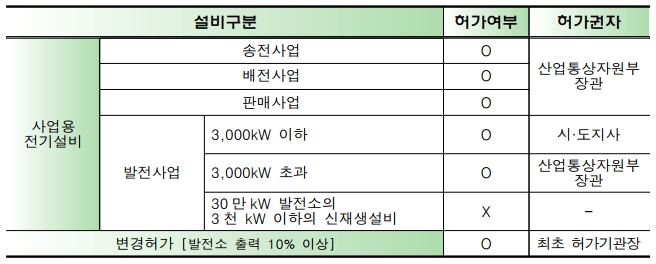 설비구분 허가여부 허가권자
송전사업 O
배전사업 O 산업통상자원부
장관
판매사업 O
사업용
전기설비
발전사업
3,000kW 이하 O 시·도지사
3,000kW 초과 O 산업통상자원부
장관
30만 kW 발전소의
3천 kW 이하의 신재생설비 X -
변경허가 [발전소 출력 10% 이상] O 최초 허가기관장